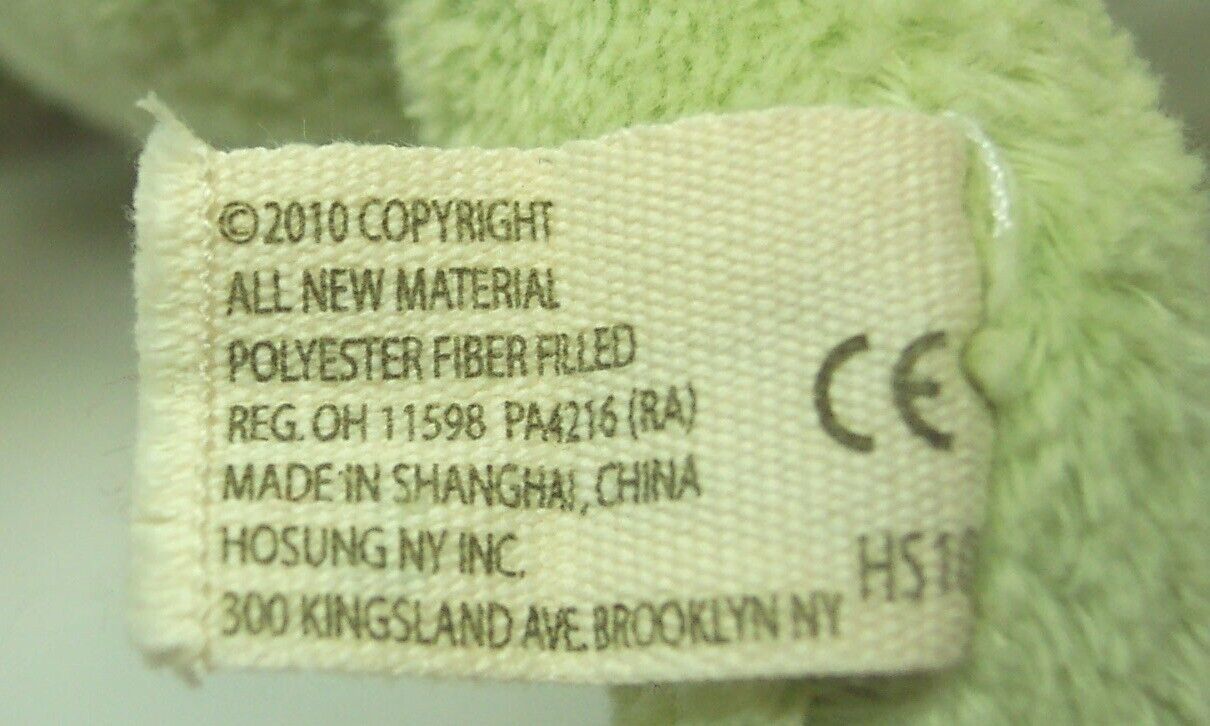 ©2010 COPYRIGHT
ALL NEW MATERIAL
POLYESTER FIBER FILLED
REG. OH 11598 PA4216 (RA)
MADE IN SHANGHAI, CHINA
HOSUNG NY INC.
300 KINGSLAND AVE. BROOKLYN NY
CE